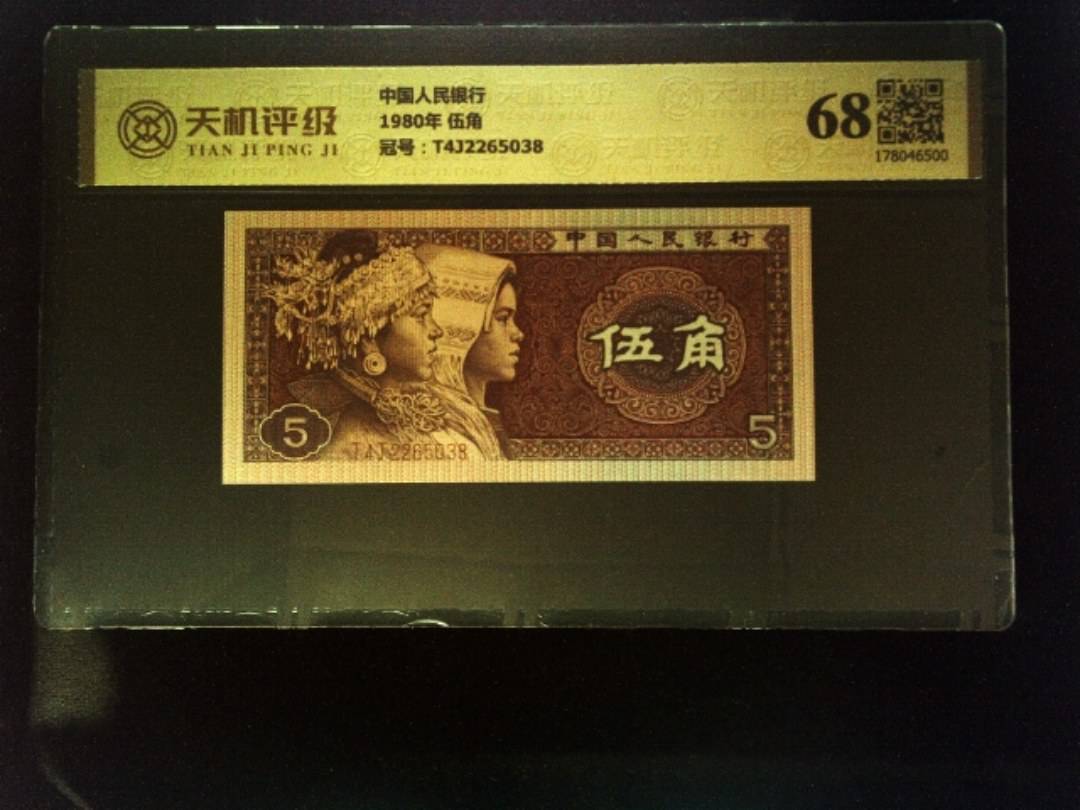 天机评级
TIAN JI PING JI
中国人民银行
1980年 伍角
冠号：T4J2265038
68
178046500
中国人民银行
伍角
5
T4J2265038
5